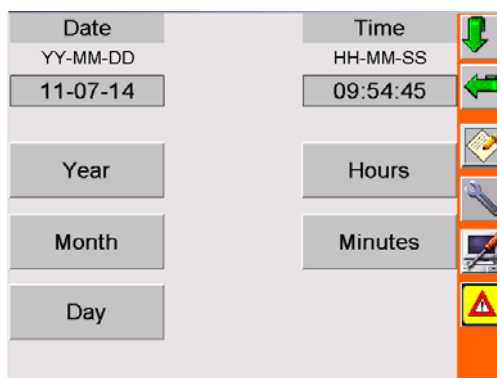 Date
YY-MM-DD
11-07-14
Year
Month
Day
Time
HH-MM-SS
09:54:45
Hours
Minutes